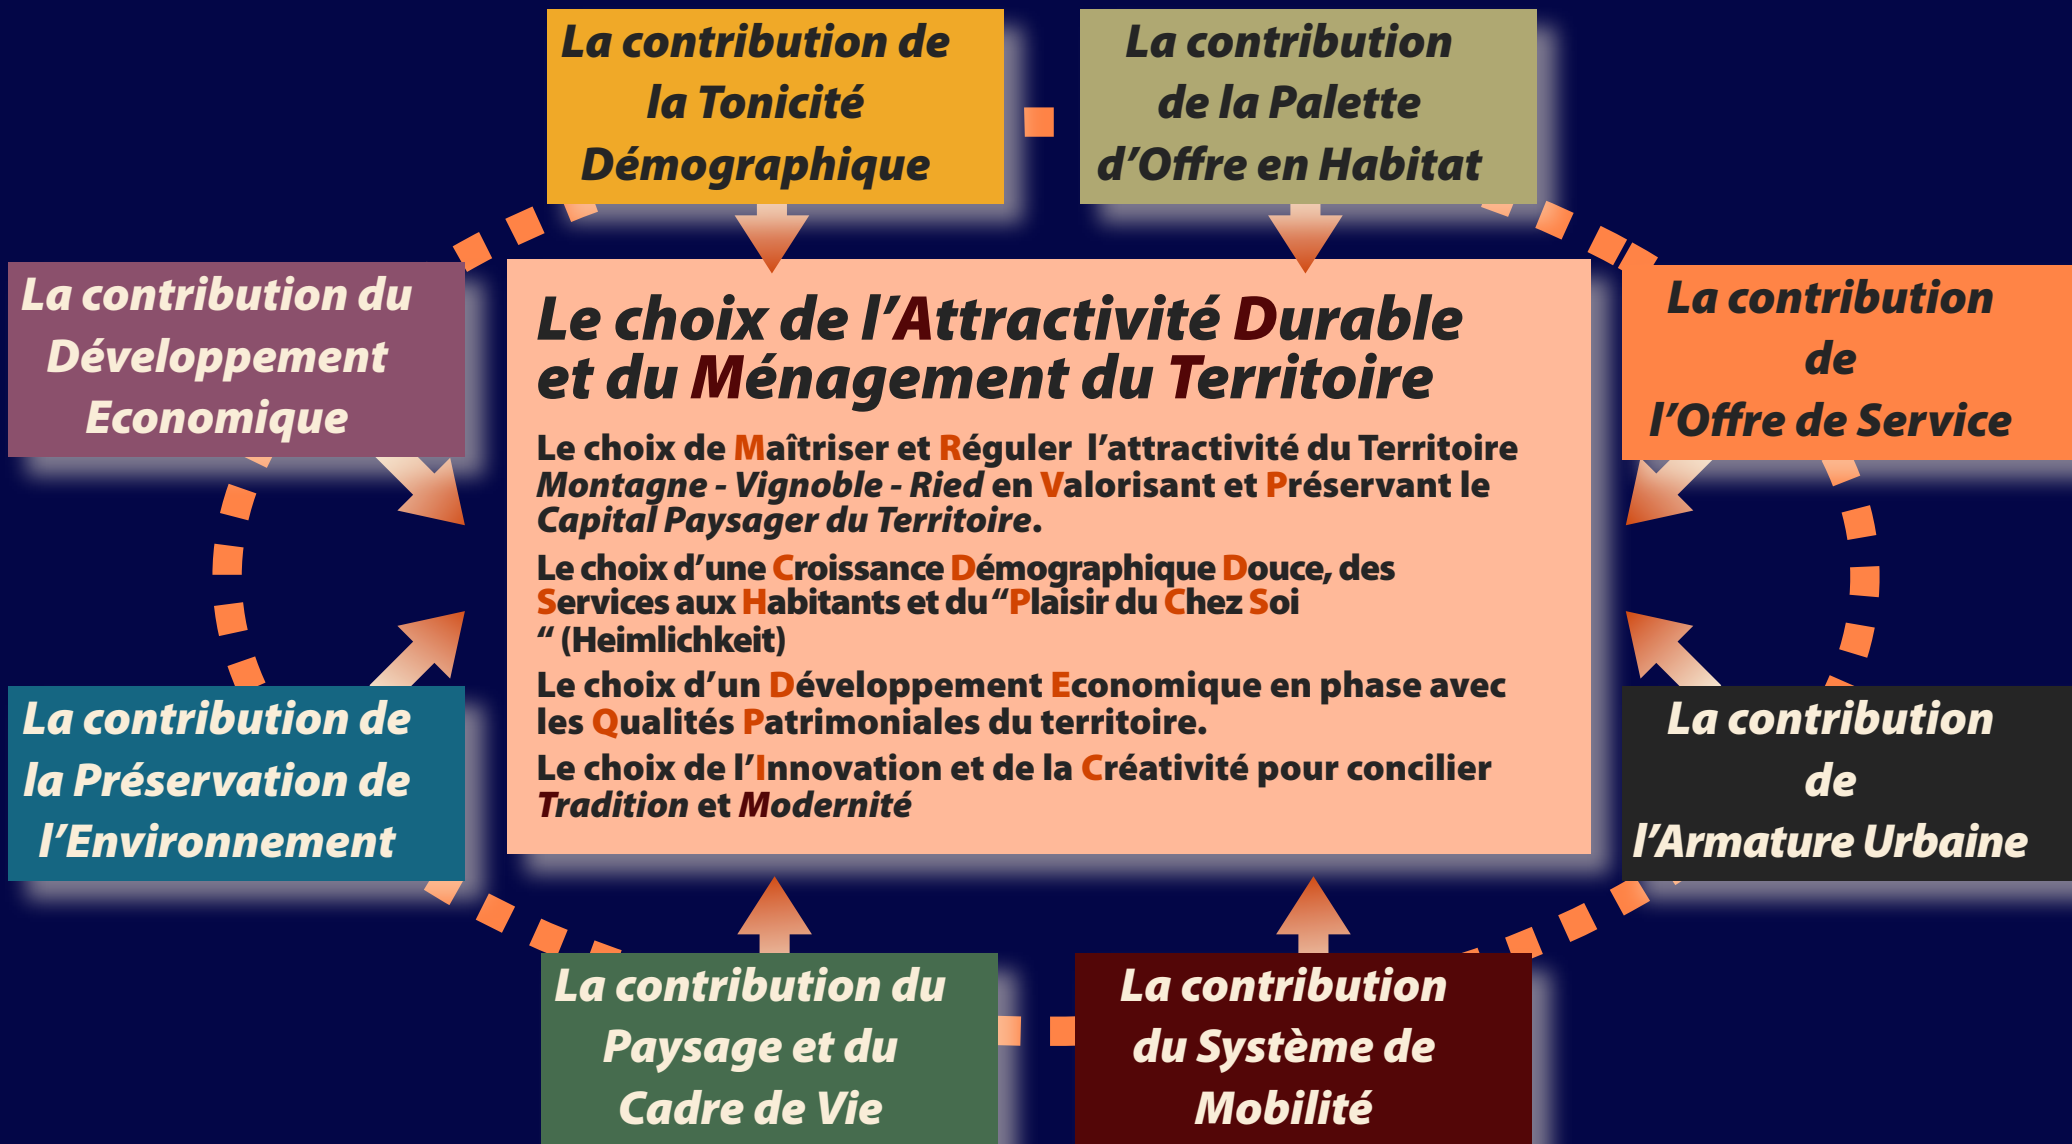 La contribution de
la Tonicité
Démographique
La contribution
de la Palette
d’Offre en Habitat
La contribution du
Développement
Economique
La contribution
de
l’Offre de Service
Le choix de l’Attractivité Durable
et du Ménagement du Territoire
Le choix de Maîtriser et Réguler l’attractivité du Territoire
Montagne - Vignoble - Ried en Valorisant et Préservant le
Capital Paysager du Territoire.
Le choix d’une Croissance Démographique Douce, des
Services aux Habitants et du “Plaisir du Chez Soi
“ (Heimlichkeit)
Le choix d’un Développement Economique en phase avec
les Qualités Patrimoniales du territoire.
Le choix de l’Innovation et de la Créativité pour concilier
Tradition et Modernité
La contribution de
la Préservation de
l’Environnement
La contribution
de
l’Armature Urbaine
La contribution du
Paysage et du
Cadre de Vie
La contribution
du Système de
Mobilité